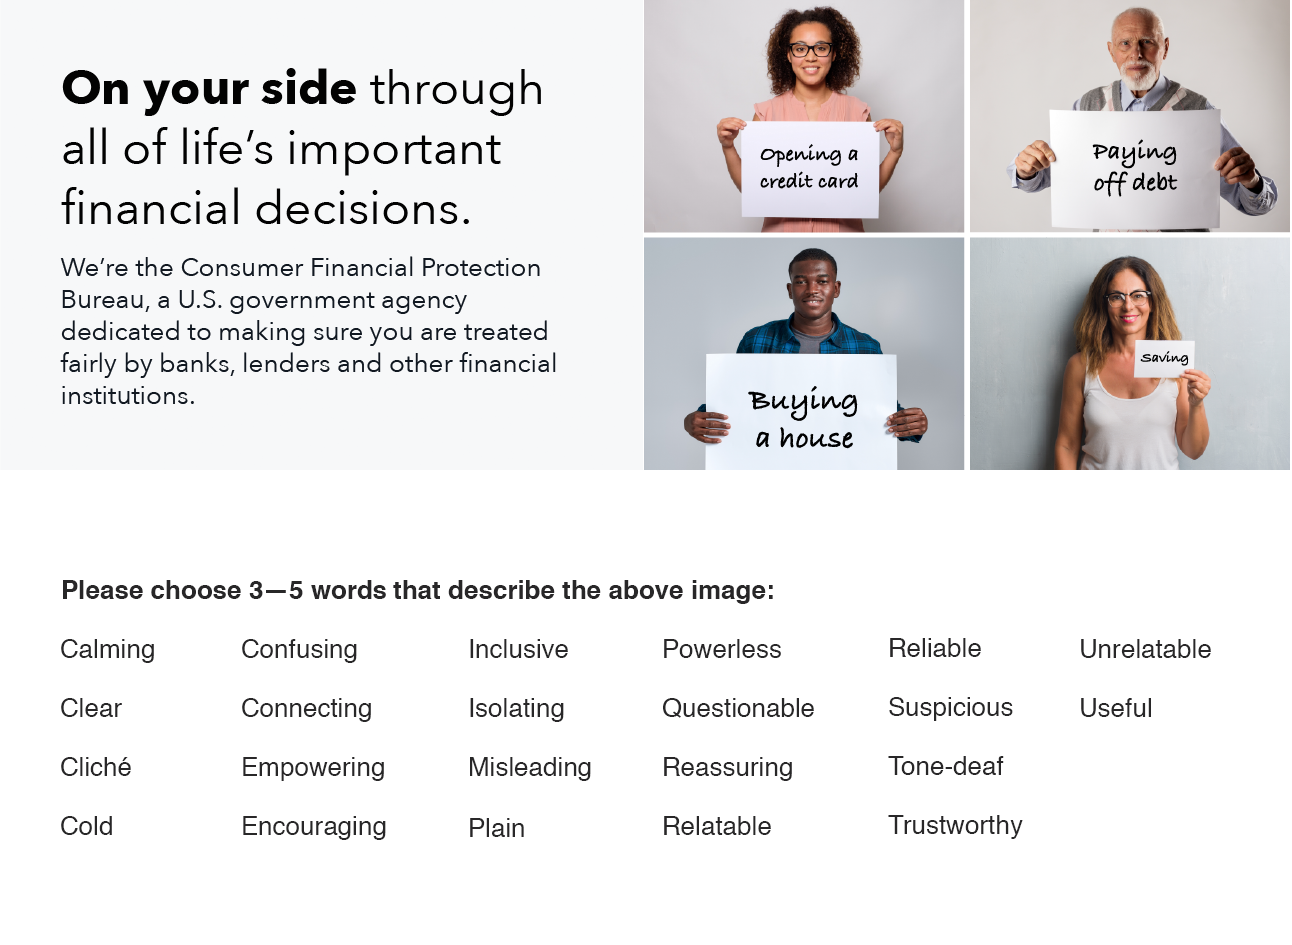 On your side through
all of life’s important
financial decisions.
We’re the Consumer Financial Protection
Bureau, a U.S. government agency
dedicated to making sure you are treated
fairly by banks, lenders and other financial
institutions.
Opening a
credit card
Paying
off debt
Buying
a house
Saving
Please choose 3—5 words that describe the above image:
Calming
Clear
Cliché
Cold
Confusing
Connecting
Empowering
Encouraging
Inclusive
Isolating
Misleading
Plain
Powerless
Questionable
Reassuring
Relatable
Reliable
Suspicious
Tone-deaf
Trustworthy
Unrelatable
Useful